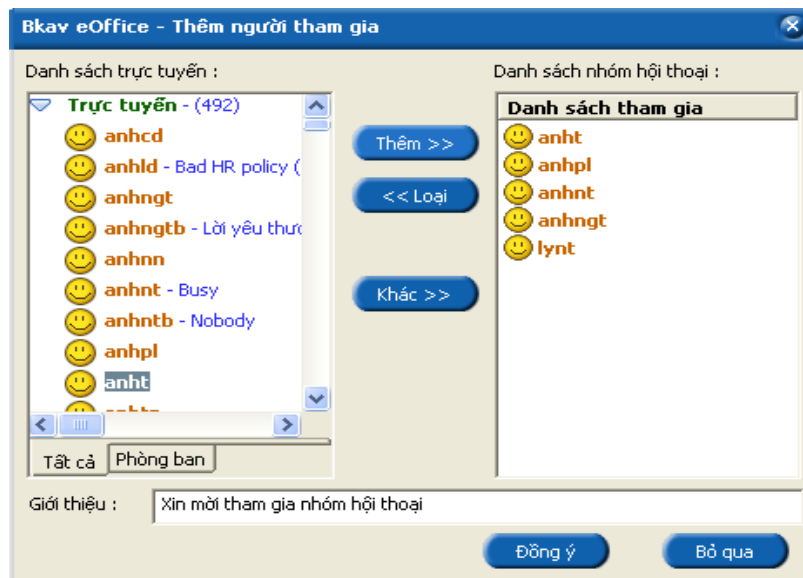 Bkav eOffice - Thêm người tham gia
Danh sách trực tuyến :
Trực tuyến - (492)
anhcd
anhld - Bad HR policy (
anhngt
anhngtb - Lời yêu thươ
anhnn
anhnt - Busy
anhntb - Nobody
anhpl
anht
Tất cả
Phòng ban
Thêm >>
<< Loại
Khác >>
Danh sách nhóm hội thoại :
Danh sách tham gia
anht
anhpl
anhnt
anhngt
lynt
Giới thiệu :
Xin mời tham gia nhóm hội thoại
Đồng ý
Bỏ qua